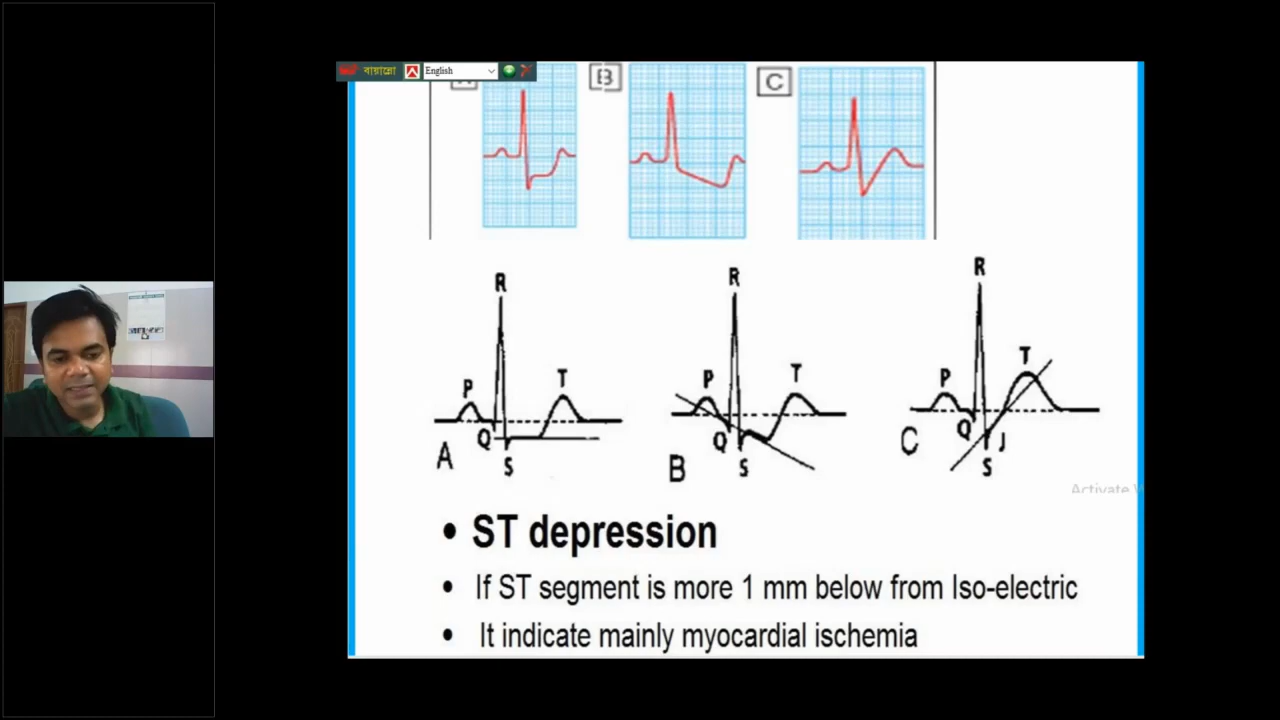 বায়ান্নো English
B C
R R R
P T P T P T
Q Q Q J
A S B S C S
Activate W
• ST depression
• If ST segment is more 1 mm below from Iso-electric
• It indicate mainly myocardial ischemia